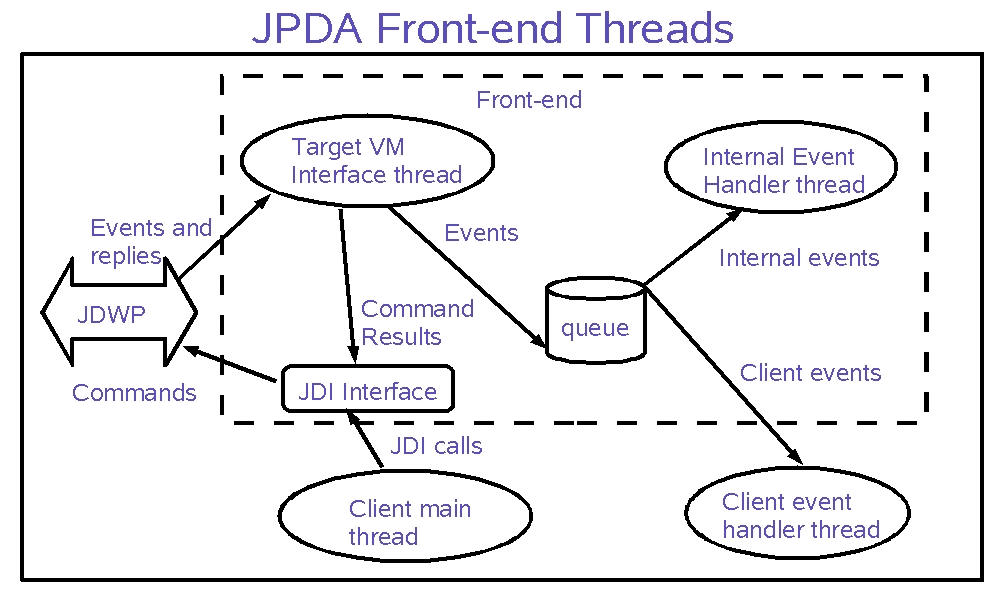 JPDA Front-end Threads
Front-end
Target VM
Interface thread
Internal Event
Handler thread
Events and
replies
Events
Internal events
JDWP
Command
Results
queue
Client events
Commands
JDI Interface
JDI calls
Client main
thread
Client event
handler thread